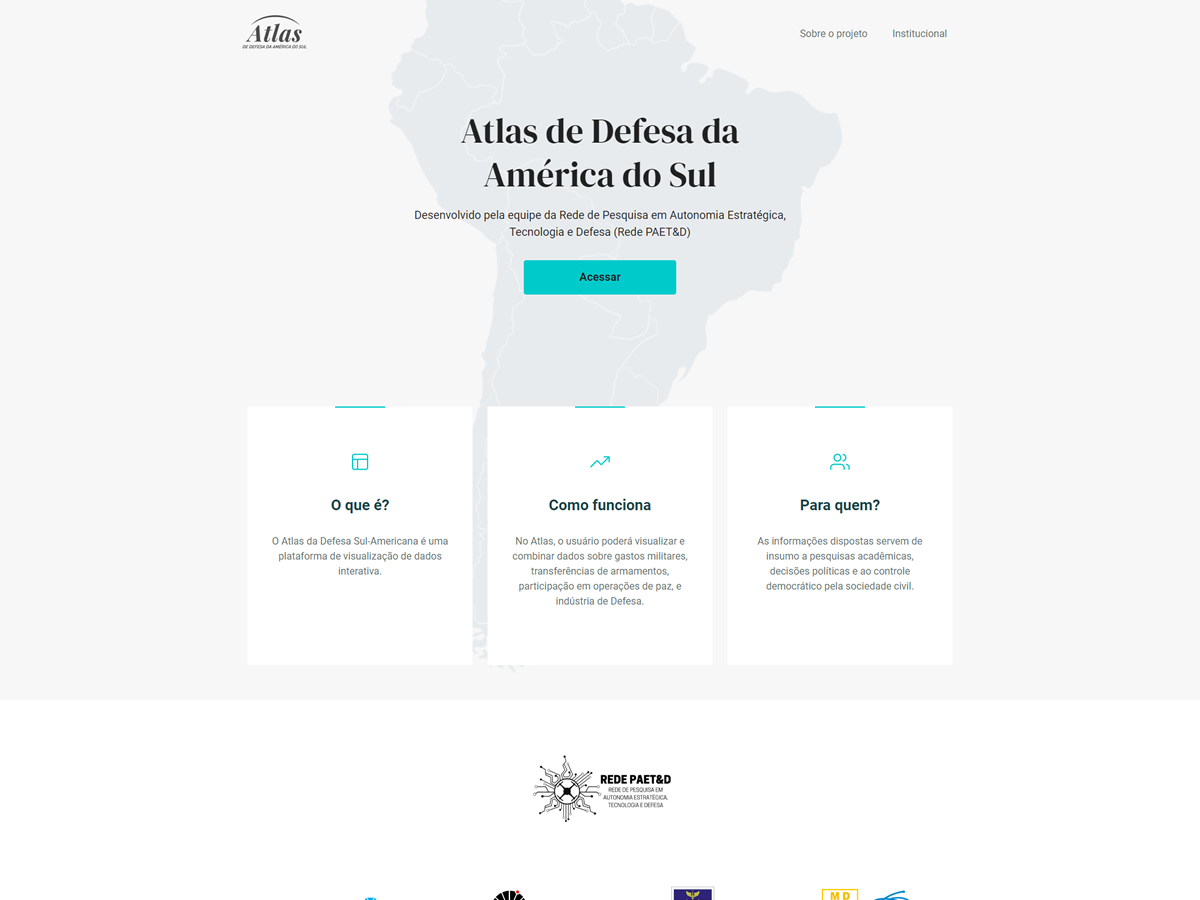 Atlas
DE DEFESA DA AMÉRICA DO SUL
Sobre o projeto
Institucional
Atlas de Defesa da
América do Sul
Desenvolvido pela equipe da Rede de Pesquisa em Autonomia Estratégica,
Tecnologia e Defesa (Rede PAET&D)
Acessar
O que é?
O Atlas da Defesa Sul-Americana é uma
plataforma de visualização de dados
interativa.
Como funciona
No Atlas, o usuário poderá visualizar e
combinar dados sobre gastos militares,
transferências de armamentos,
participação em operações de paz, e
indústria de Defesa.
Para quem?
As informações dispostas servem de
insumo a pesquisas acadêmicas,
decisões políticas e ao controle
democrático pela sociedade civil.
REDE PAET&D
REDE DE PESQUISA EM
AUTONOMIA ESTRATÉGICA,
TECNOLOGIA E DEFESA
MD